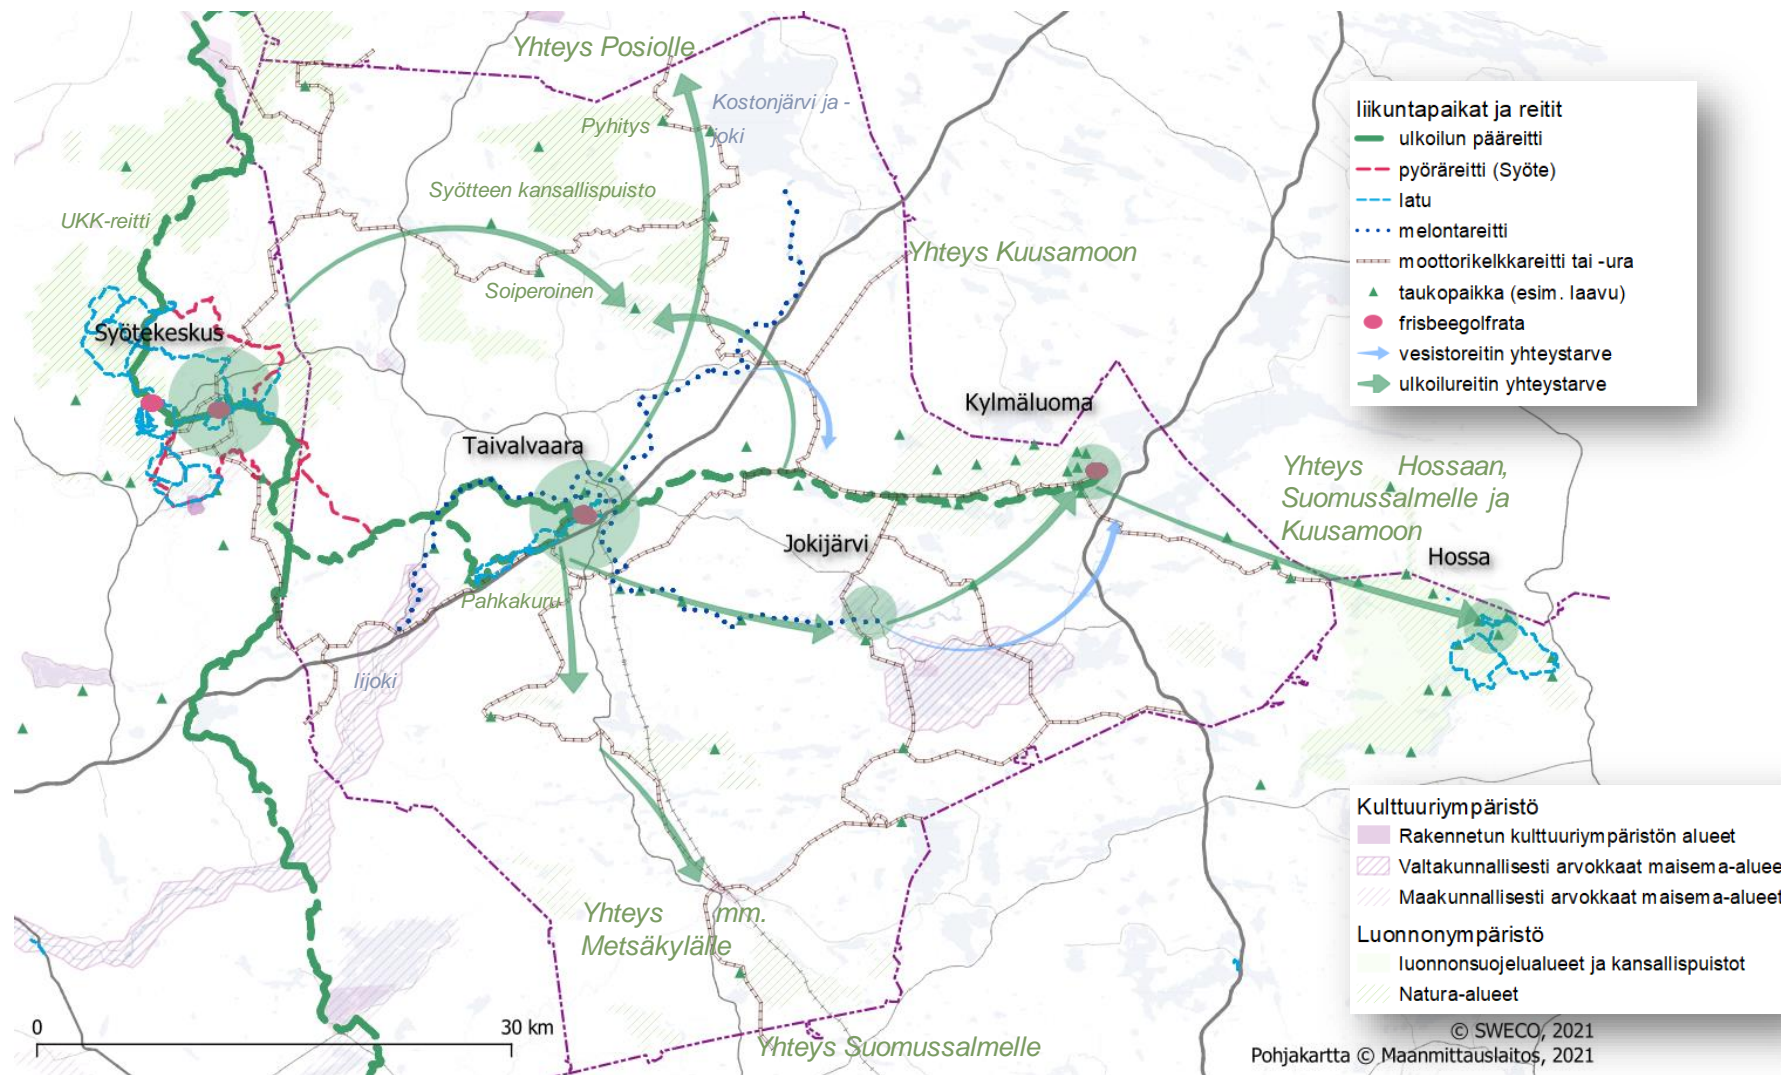 Yhteys Posiolle
Kostonjärvi ja -
joki
Pyhitys
Syötteen kansallispuisto
UKK-reitti
Yhteys Kuusamoon
Soiperoinen
Syötekeskus
Kylmäluoma
Taivalvaara
Yhteys Hossaan,
Suomussalmelle ja
Kuusamoon
Jokijärvi
Hossa
Pahkakuru
Iijoki
Yhteys mm.
Metsäkylälle
Yhteys Suomussalmelle
0 30 km
liikuntapaikat ja reitit
ulkoilun pääreitti
pyöräreitti (Syöte)
latu
melontareitti
moottorikelkkareitti tai -ura
taukopaikka (esim. laavu)
frisbeegolfrata
vesistoreitin yhteystarve
ulkoilureitin yhteystarve
Kulttuuriympäristö
Rakennetun kulttuuriympäristön alueet
Valtakunnallisesti arvokkaat maisema-alueet
Maakunnallisesti arvokkaat maisema-alueet
Luonnonympäristö
luonnonsuojelualueet ja kansallispuistot
Natura-alueet
© SWECO, 2021
Pohjakartta © Maanmittauslaitos, 2021